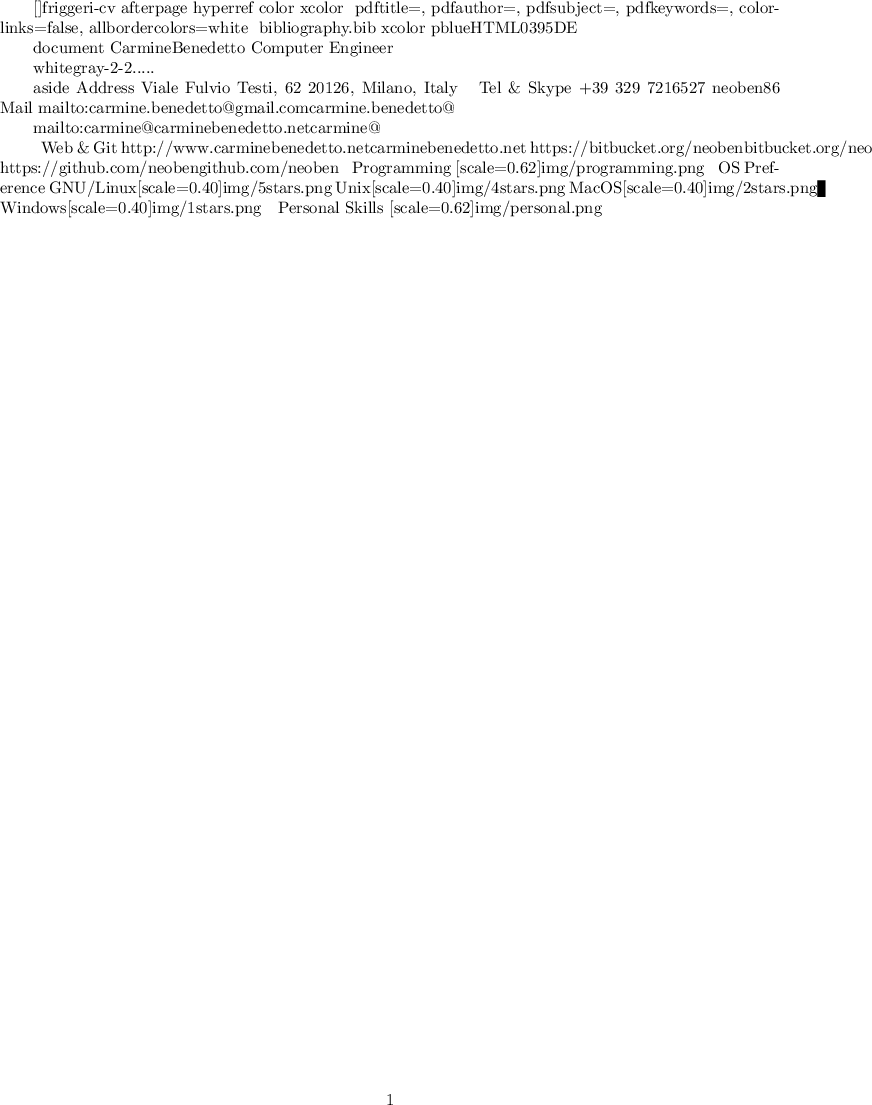 []friggeri-cv afterpage hyperref color xcolor pdftitle=, pdfauthor=, pdfsubject=, pdfkeywords=, color-
links=false, allbordercolors=white bibliography.bib xcolor pblueHTML0395DE
document CarmineBenedetto Computer Engineer
whitegray-2-2.....
aside Address Viale Fulvio Testi, 62 20126, Milano, Italy Tel & Skype +39 329 7216527 neoben86
Mail mailto:carmine.benedetto@gmail.comcarmine.benedetto@
mailto:carmine@carminebenedetto.netcarmine@
Web & Git http://www.carminebenedetto.netcarminebenedetto.net https://bitbucket.org/neobenbitbucket.org/neo
https://github.com/neobengithub.com/neoben Programming [scale=0.62]img/programming.png OS Pref-
erence GNU/Linux[scale=0.40]img/5stars.png Unix[scale=0.40]img/4stars.png MacOS[scale=0.40]img/2stars.png
Windows[scale=0.40]img/1stars.png Personal Skills [scale=0.62]img/personal.png
1